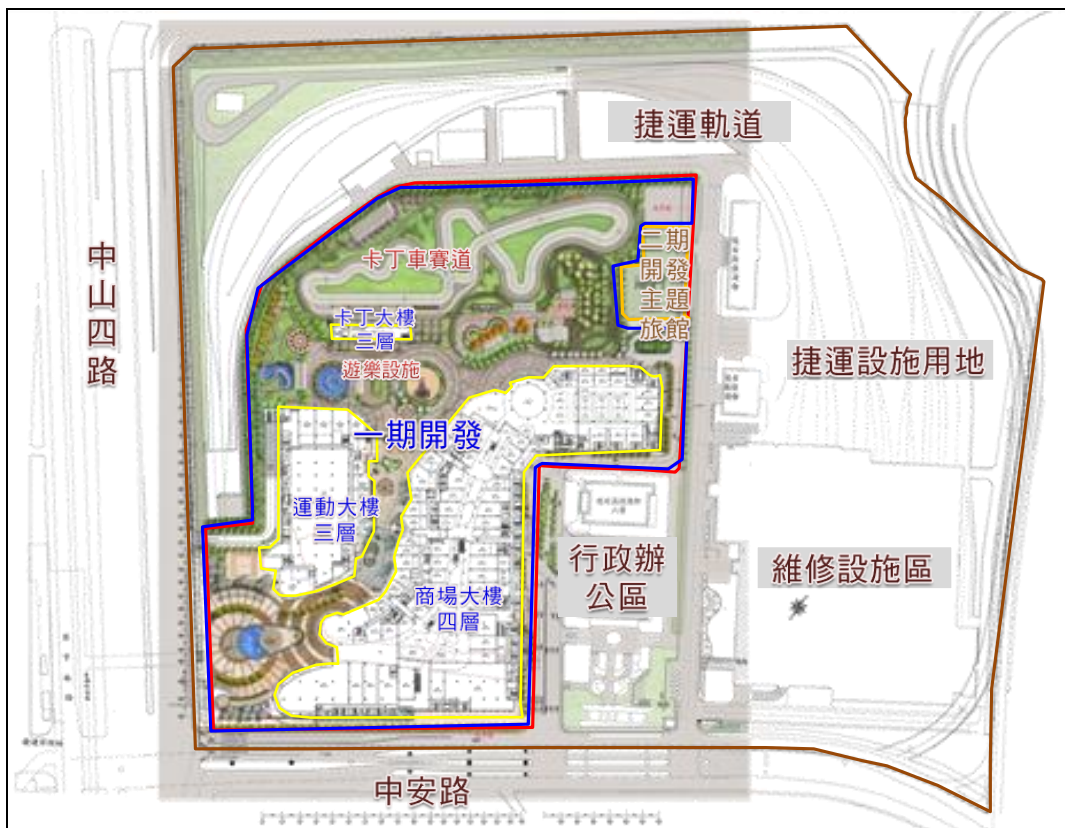 捷運軌道
中山四路
卡丁車賽道
二期
開發
主題
旅館
卡丁大樓
三層
遊樂設施
捷運設施用地
一期開發
運動大樓
三層
行政辦
公區
維修設施區
商場大樓
四層
中安路